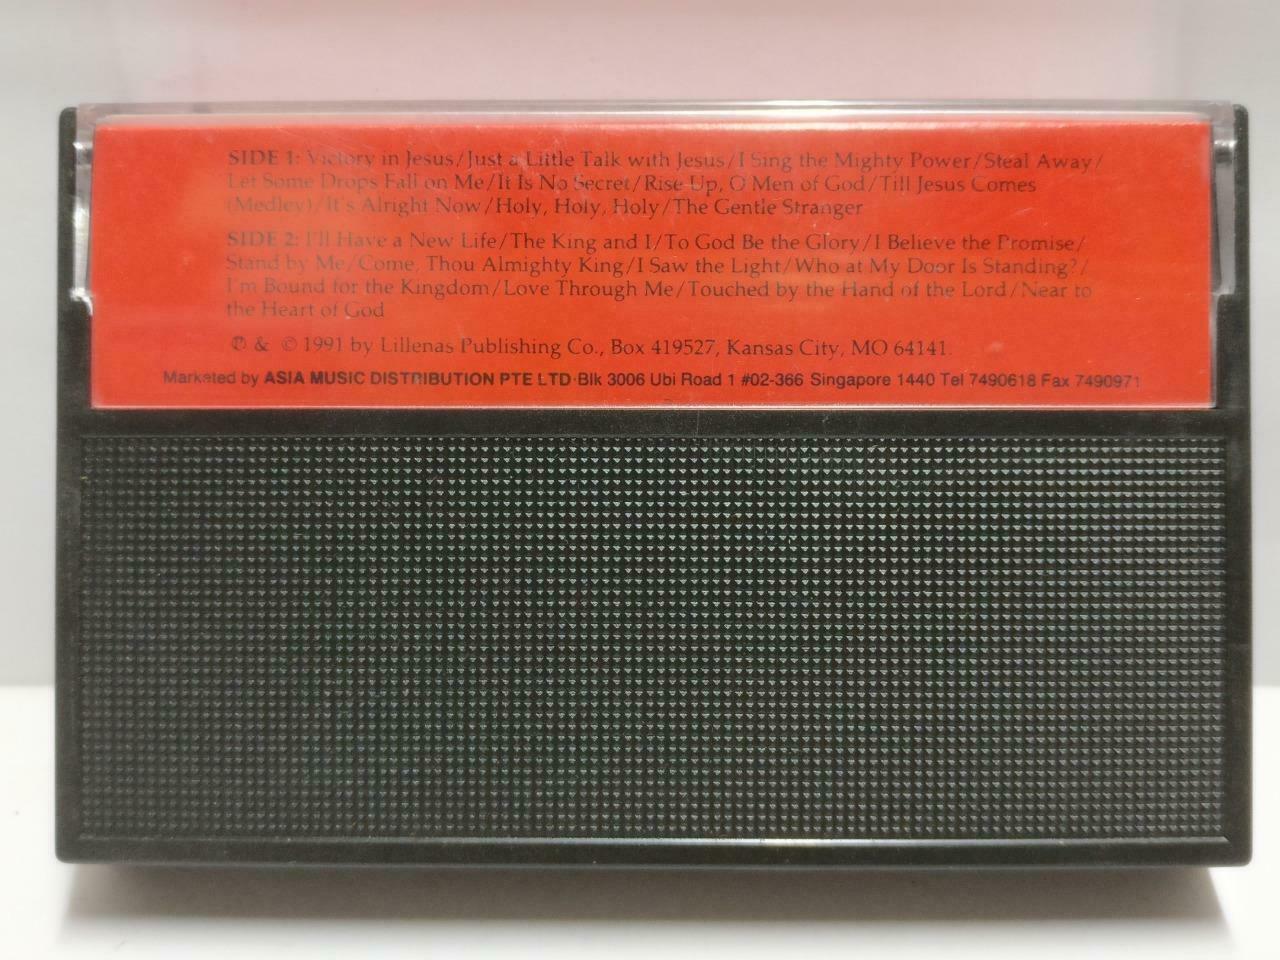 SIDE 1: Victory in Jesus/Just a Little Talk with Jesus/I Sing the Mighty Power/Steal Away/
Let Some Drops Fall on Me/It Is No Secret/Rise Up, O Men of God/Till Jesus Comes
(Medley)/It's Alright Now/Holy, Holy, Holy/The Gentle Stranger
SIDE 2: I'll Have a New Life/The King and I/To God Be the Glory/I Believe the Promise/
Stand by Me/Come, Thou Almighty King/I Saw the Light/Who at My Door Is Standing?/
I'm Bound for the Kingdom/Love Through Me/Touched by the Hand of the Lord/Near to
the Heart of God
℗ & © 1991 by Lillenas Publishing Co., Box 419527, Kansas City, MO 64141.
Marketed by ASIA MUSIC DISTRIBUTION PTE LTD·Blk 3006 Ubi Road 1 #02-366 Singapore 1440 Tel 7490618 Fax 7490971